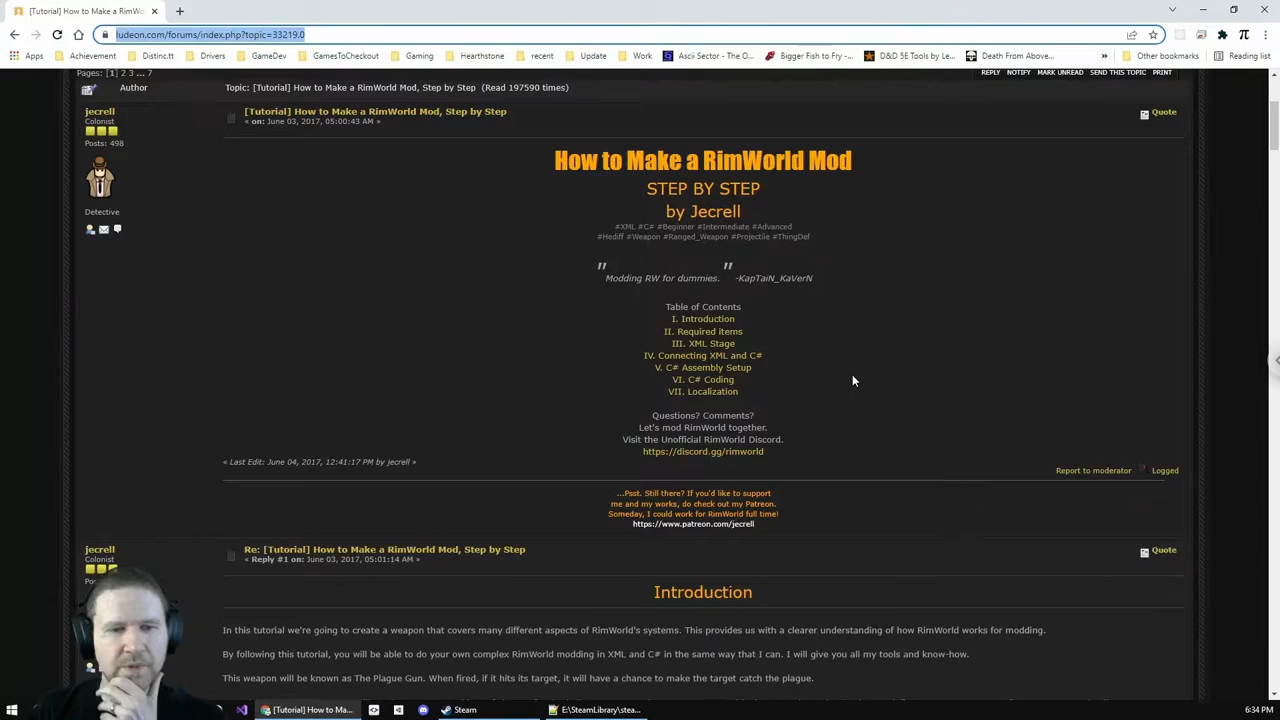 [Tutorial] How to Make a RimWo
ludeon.com/forums/index.php?topic=33219.0
Apps Achievement Distinc.tt GameDev GamesToCheckout Gaming Hearthstone recent Update Work Ascii Sector - The O... Bigger Fish to Fry -... D&D 5E Tools by Le... Death From Above... » Other bookmarks Reading list
Pages: [1] 2 3 ... 7 REPLY NOTIFY MARK UNREAD SEND THIS TOPIC PRINT
Author Topic: [Tutorial] How to Make a RimWorld Mod, Step by Step (Read 197590 times)
jecrell
Colonist
Posts: 498
Detective
[Tutorial] How to Make a RimWorld Mod, Step by Step
« on: June 03, 2017, 05:00:43 AM »
Quote
How to Make a RimWorld Mod
STEP BY STEP
by Jecrell
#XML #C# #Beginner #Intermediate #Advanced
#Hediff #Weapon #Ranged_Weapon #Projectile #ThingDef
"Modding RW for dummies." -KapTaiN_KaVerN
Table of Contents
I. Introduction
II. Required items
III. XML Stage
IV. Connecting XML and C#
V. C# Assembly Setup
VI. C# Coding
VII. Localization
Questions? Comments?
Let's mod RimWorld together.
Visit the Unofficial RimWorld Discord.
https://discord.gg/rimworld
« Last Edit: June 04, 2017, 12:41:17 PM by jecrell »
Report to moderator Logged
...Psst. Still there? If you'd like to support
me and my works, do check out my Patreon.
Someday, I could work for RimWorld full time!
https://www.patreon.com/jecrell
jecrell
Colonist
Re: [Tutorial] How to Make a RimWorld Mod, Step by Step
« Reply #1 on: June 03, 2017, 05:01:14 AM »
Quote
Introduction
In this tutorial we're going to create a weapon that covers many different aspects of RimWorld's systems. This provides us with a clearer understanding of how RimWorld works for modding.
By following this tutorial, you will be able to do your own complex RimWorld modding in XML and C# in the same way that I can. I will give you all my tools and know-how.
This weapon will be known as The Plague Gun. When fired, if it hits its target, it will have a chance to make the target catch the plague.
[Tutorial] How to Ma... Steam E:\SteamLibrary\stea... 6:34 PM